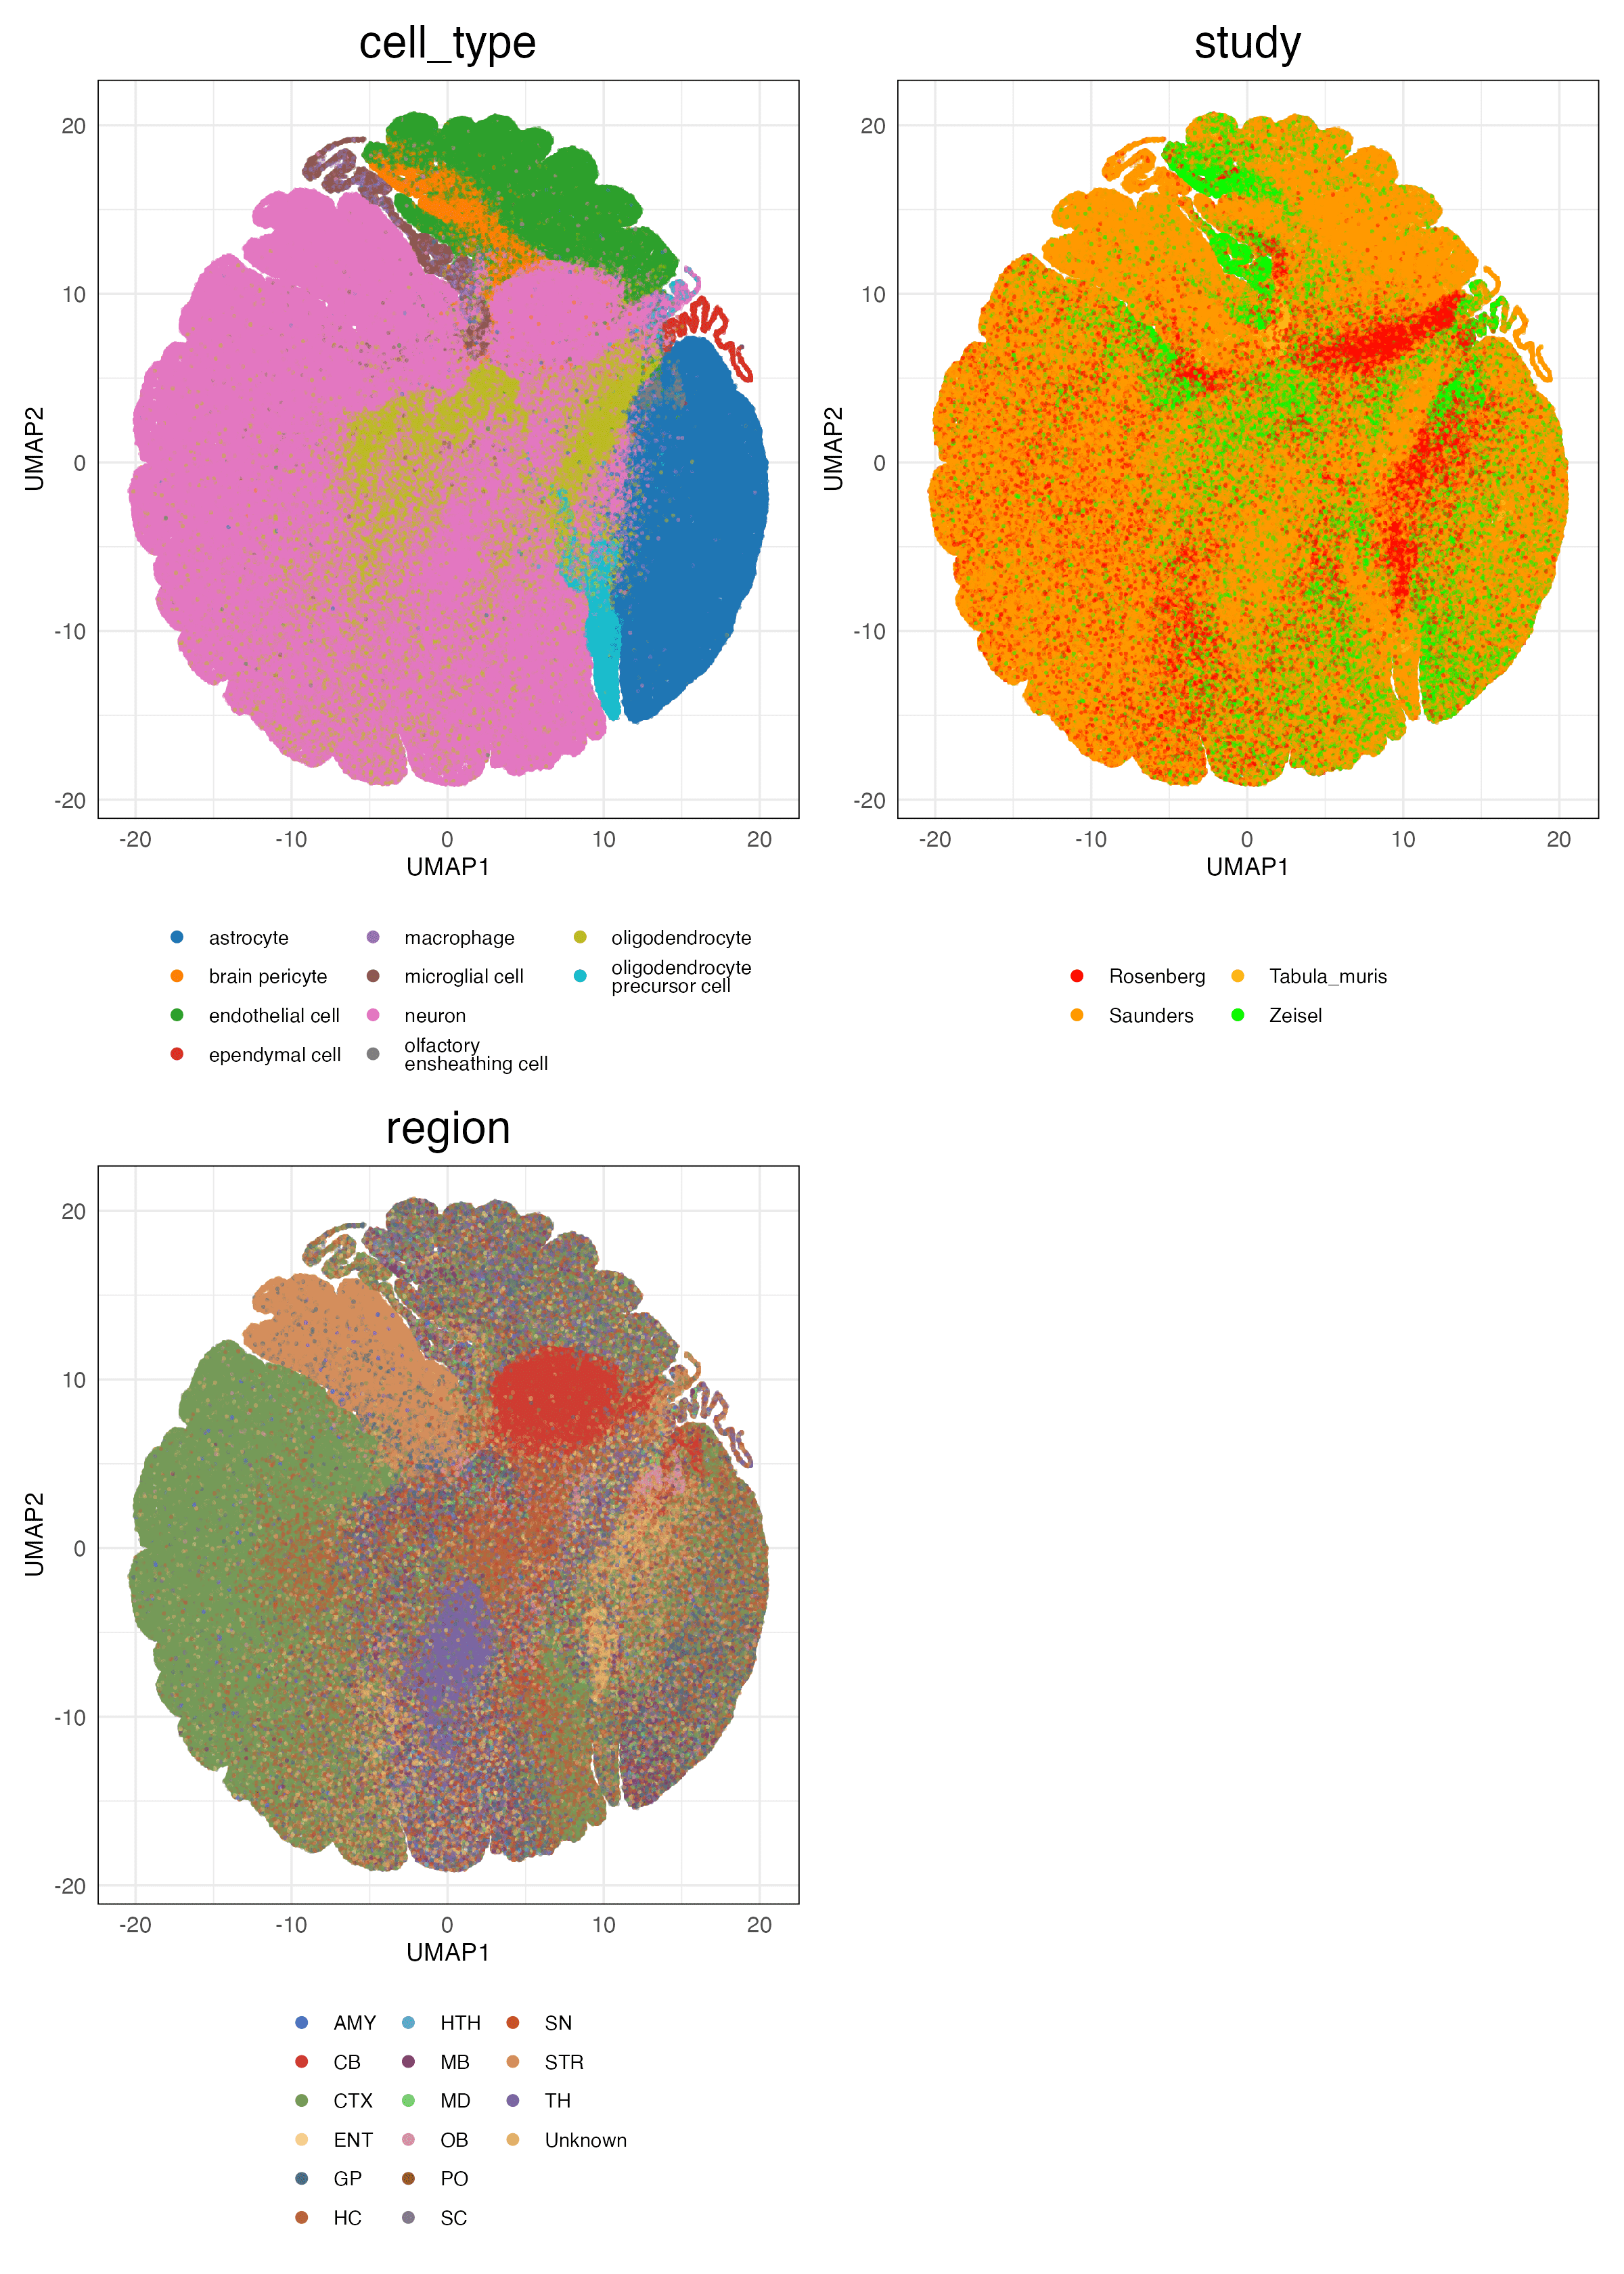 cell_type
20
10
0
-10
-20
UMAP2
-20
-10
0
10
20
UMAP1
astrocyte
brain pericyte
endothelial cell
ependymal cell
macrophage
microglial cell
neuron
olfactory
ensheathing cell
oligodendrocyte
oligodendrocyte
precursor cell
study
20
10
0
-10
-20
UMAP2
-20
-10
0
10
20
UMAP1
Rosenberg
Saunders
Tabula_muris
Zeisel
region
20
10
0
-10
-20
UMAP2
-20
-10
0
10
20
UMAP1
AMY
CB
CTX
ENT
GP
HC
HTH
MB
MD
OB
PO
SC
SN
STR
TH
Unknown